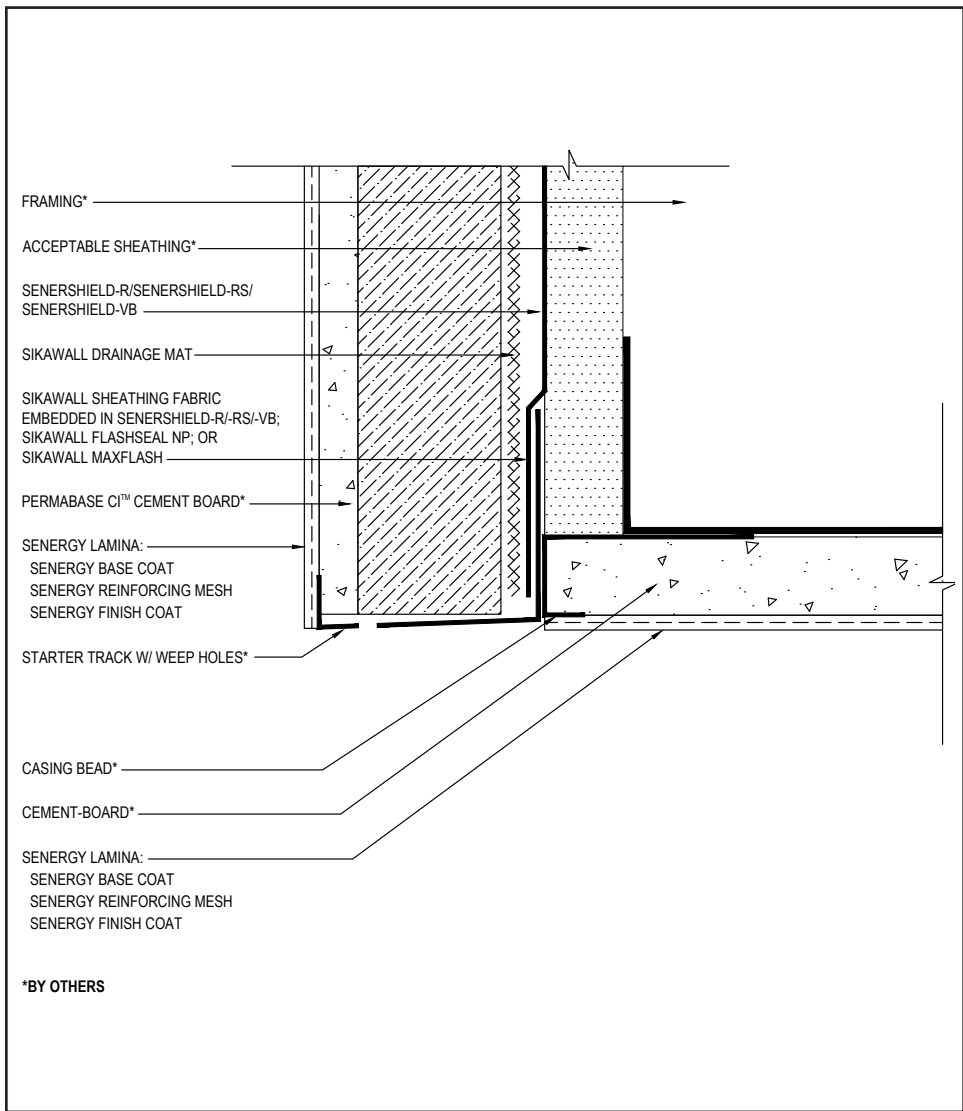 FRAMING*
ACCEPTABLE SHEATHING*
SENERSHIELD-R/SENERSHIELD-RS/
SENERSHIELD-VB
SIKAWALL DRAINAGE MAT
SIKAWALL SHEATHING FABRIC
EMBEDDED IN SENERSHIELD-R/-RS/-VB;
SIKAWALL FLASHSEAL NP; OR
SIKAWALL MAXFLASH
PERMABASE CI™ CEMENT BOARD*
SENERGY LAMINA:
SENERGY BASE COAT
SENERGY REINFORCING MESH
SENERGY FINISH COAT
STARTER TRACK W/ WEEP HOLES*
CASING BEAD*
CEMENT-BOARD*
SENERGY LAMINA:
SENERGY BASE COAT
SENERGY REINFORCING MESH
SENERGY FINISH COAT
*BY OTHERS